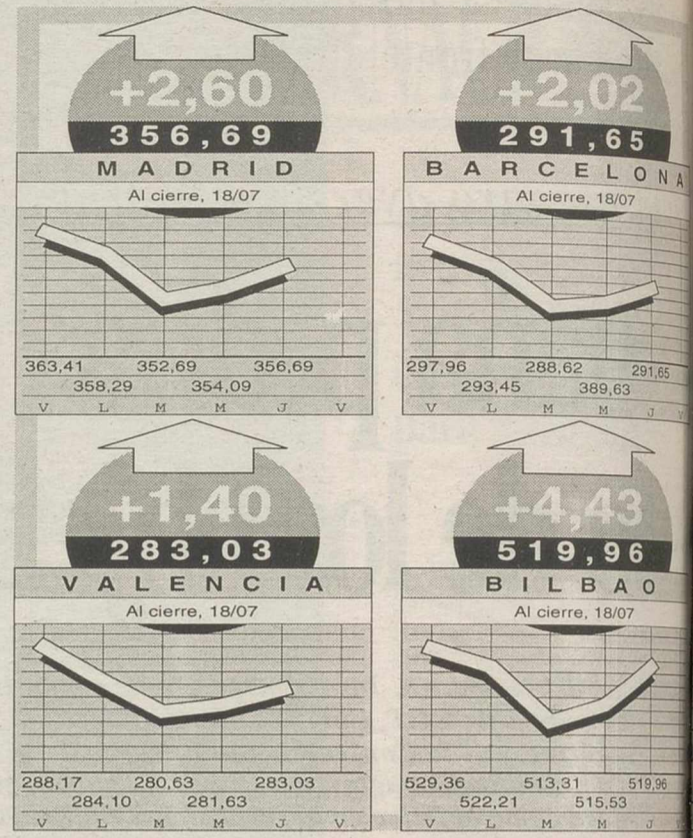 +2,60
356,69
MADRID
Al cierre, 18/07
363,41 352,69 356,69
358,29 354,09
V L M M J V
+2,02
291,65
BARCELONA
Al cierre, 18/07
297,96 288,62 291,65
293,45 389,63
V L M M J V
+1,40
283,03
VALENCIA
Al cierre, 18/07
288,17 280,63 283,03
284,10 281,63
V L M M J V
+4,43
519,96
BILBAO
Al cierre, 18/07
529,36 513,31 519,96
522,21 515,53
V L M M J V